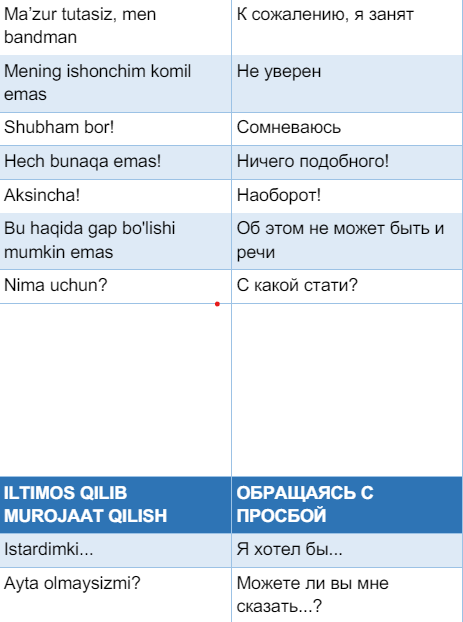 Ma’zur tutasiz, men
bandman
К сожалению, я занят
Mening ishonchim komil
emas
Не уверен
Shubham bor!
Сомневаюсь
Hech bunaqa emas!
Ничего подобного!
Aksincha!
Наоборот!
Bu haqida gap bo'lishi
mumkin emas
Об этом не может быть и
речи
Nima uchun?
С какой стати?
ILTIMOS QILIB
MUROJAAT QILISH
ОБРАЩАЯСЬ С
ПРОСБОЙ
Istardimki...
Я хотел бы...
Ayta olmaysizmi?
Можете ли вы мне
сказать...?